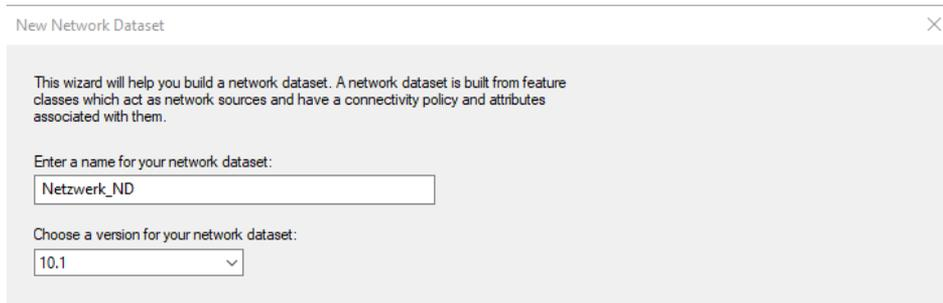 New Network Dataset
This wizard will help you build a network dataset. A network dataset is built from feature
classes which act as network sources and have a connectivity policy and attributes
associated with them.
Enter a name for your network dataset:
Netzwerk_ND
Choose a version for your network dataset:
10.1